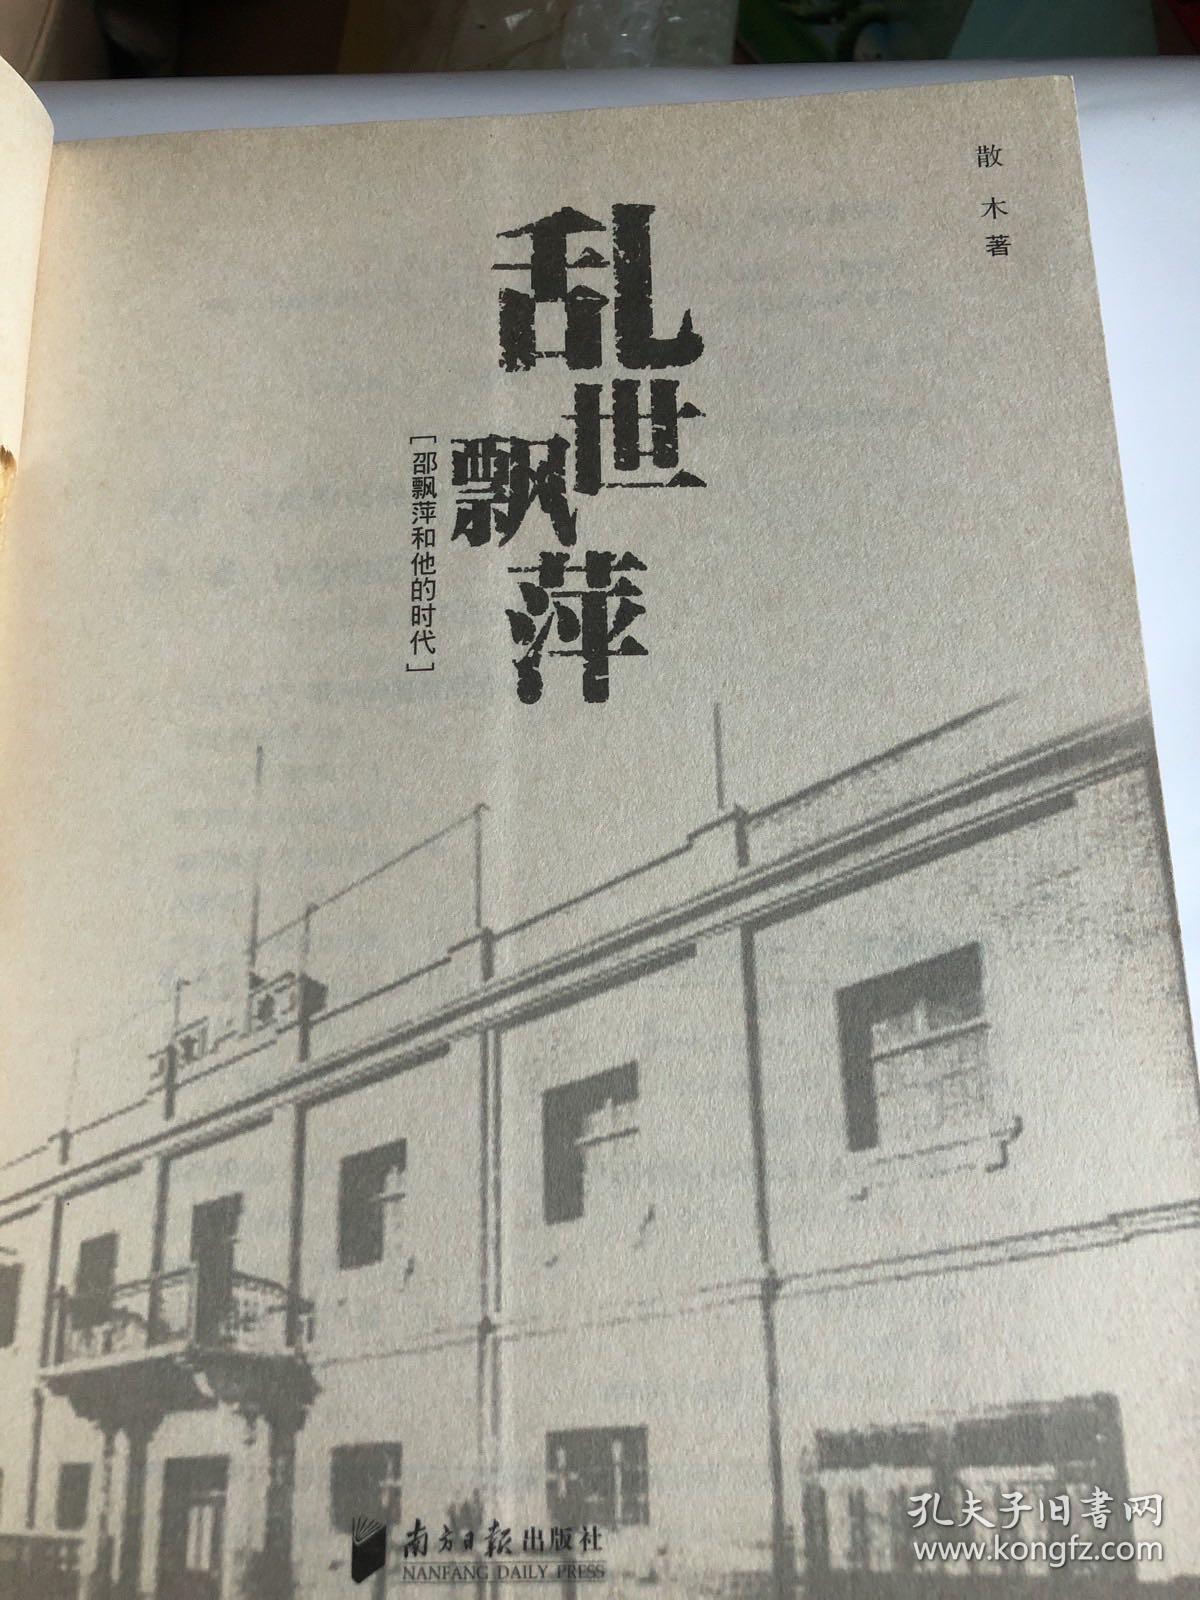 散木著
乱世飘萍
[邵飘萍和他的时代]
南方日报出版社
NANFANG DAILY PRESS
孔夫子旧書网
www.kongfz.com